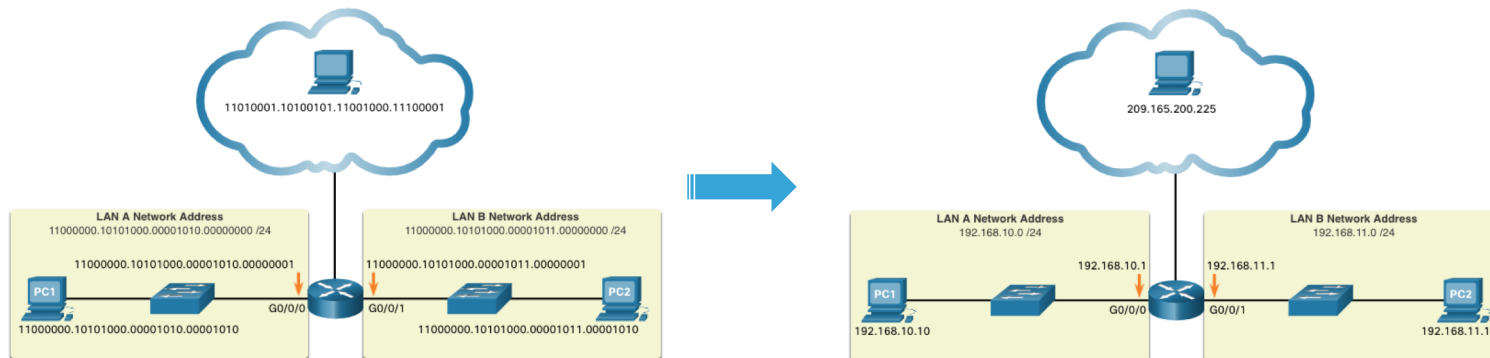 11010001.10100101.11001000.11100001
LAN A Network Address
11000000.10101000.00001010.00000000 /24
LAN B Network Address
11000000.10101000.00001011.00000000 /24
11000000.10101000.00001010.00000001
11000000.10101000.00001011.00000001
PC1
G0/0/0
G0/0/1
PC2
11000000.10101000.00001010.00001010
11000000.10101000.00001011.00001010
209.165.200.225
LAN A Network Address
192.168.10.0 /24
LAN B Network Address
192.168.11.0 /24
192.168.10.1
192.168.11.1
PC1
G0/0/0
G0/0/1
PC2
192.168.10.10
192.168.11.1